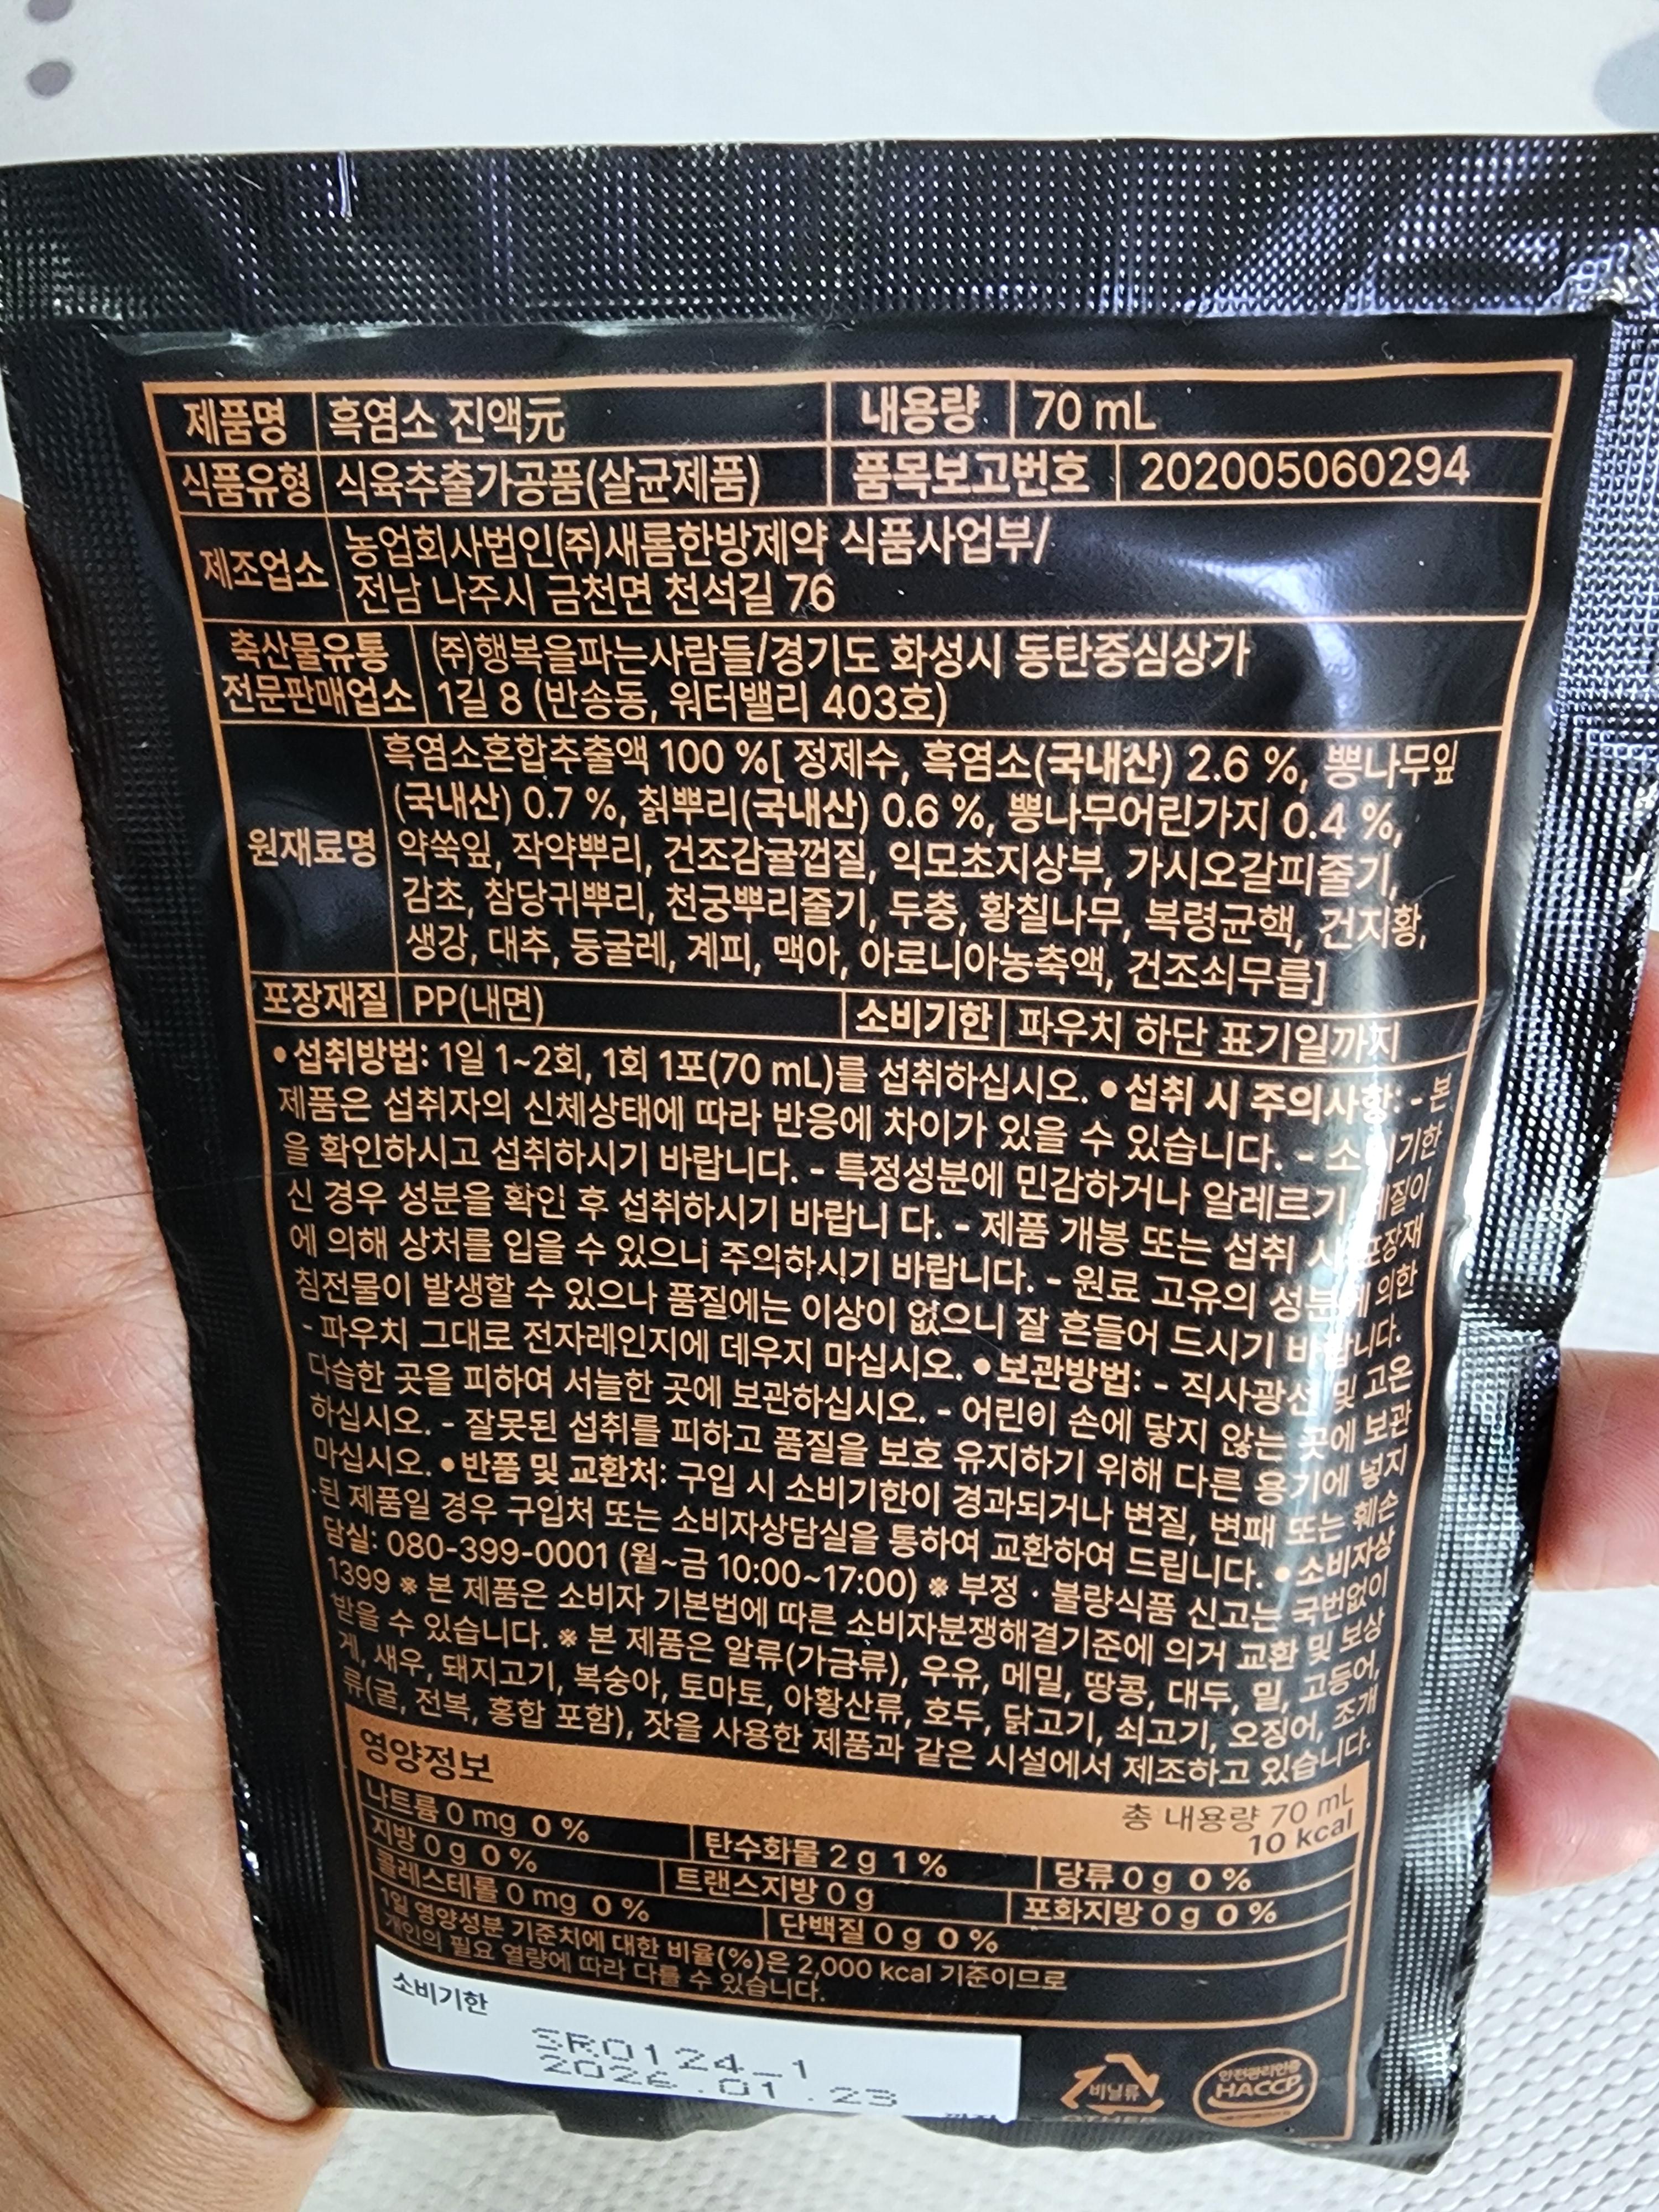 제품명 흑염소 진액元 내용량 70 mL
식품유형 식육추출가공품(살균제품) 품목보고번호 202005060294
제조업소 농업회사법인(주)새롬한방제약 식품사업부/
전남 나주시 금천면 천석길 76
축산물유통 (주)행복을파는사람들/경기도 화성시 동탄중심상가
전문판매업소 1길 8 (반송동, 워터밸리 403호)
흑염소혼합추출액 100 %[ 정제수, 흑염소(국내산) 2.6 %, 뽕나무잎
(국내산) 0.7 %, 칡뿌리(국내산) 0.6 %, 뽕나무어린가지 0.4 %,
원재료명 약쑥잎, 작약뿌리, 건조감귤껍질, 익모초지상부, 가시오갈피줄기,
감초, 참당귀뿌리, 천궁뿌리줄기, 두충, 황칠나무, 복령균핵, 건지황,
생강, 대추, 둥굴레, 계피, 맥아, 아로니아농축액, 건조쇠무릅]
포장재질 PP(내면) 소비기한 파우치 하단 표기일까지
• 섭취방법: 1일 1~2회, 1회 1포(70 mL)를 섭취하십시오. • 섭취 시 주의사항: - 본
제품은 섭취자의 신체상태에 따라 반응에 차이가 있을 수 있습니다. - 소비기한
을 확인하시고 섭취하시기 바랍니다. - 특정성분에 민감하거나 알레르기 체질이
신 경우 성분을 확인 후 섭취하시기 바랍니 다. - 제품 개봉 또는 섭취 시 포장재
에 의해 상처를 입을 수 있으니 주의하시기 바랍니다. - 원료 고유의 성분에 의한
침전물이 발생할 수 있으나 품질에는 이상이 없으니 잘 흔들어 드시기 바랍니다.
- 파우치 그대로 전자레인지에 데우지 마십시오. • 보관방법: - 직사광선 및 고온
다습한 곳을 피하여 서늘한 곳에 보관하십시오. - 어린이 손에 닿지 않는 곳에 보관
하십시오. - 잘못된 섭취를 피하고 품질을 보호 유지하기 위해 다른 용기에 넣지
마십시오. • 반품 및 교환처: 구입 시 소비기한이 경과되거나 변질, 변패 또는 훼손
된 제품일 경우 구입처 또는 소비자상담실을 통하여 교환하여 드립니다. • 소비자상
담실: 080-399-0001 (월~금 10:00~17:00) ※ 부정 · 불량식품 신고는 국번없이
1399 ※ 본 제품은 소비자 기본법에 따른 소비자분쟁해결기준에 의거 교환 및 보상
받을 수 있습니다. ※ 본 제품은 알류(가금류), 우유, 메밀, 땅콩, 대두, 밀, 고등어,
게, 새우, 돼지고기, 복숭아, 토마토, 아황산류, 호두, 닭고기, 쇠고기, 오징어, 조개
류(굴, 전복, 홍합 포함), 잣을 사용한 제품과 같은 시설에서 제조하고 있습니다.
영양정보 총 내용량 70 mL
10 kcal
나트륨 0 mg 0 % 탄수화물 2 g 1 % 당류 0 g 0 %
지방 0 g 0 % 트랜스지방 0 g 포화지방 0 g 0 %
콜레스테롤 0 mg 0 % 단백질 0 g 0 %
1일 영양성분 기준치에 대한 비율(%)은 2,000 kcal 기준이므로
개인의 필요 열량에 따라 다를 수 있습니다.
소비기한
SR0124_1
2026.01.23
비닐류
OTHER
안전관리인증
HACCP